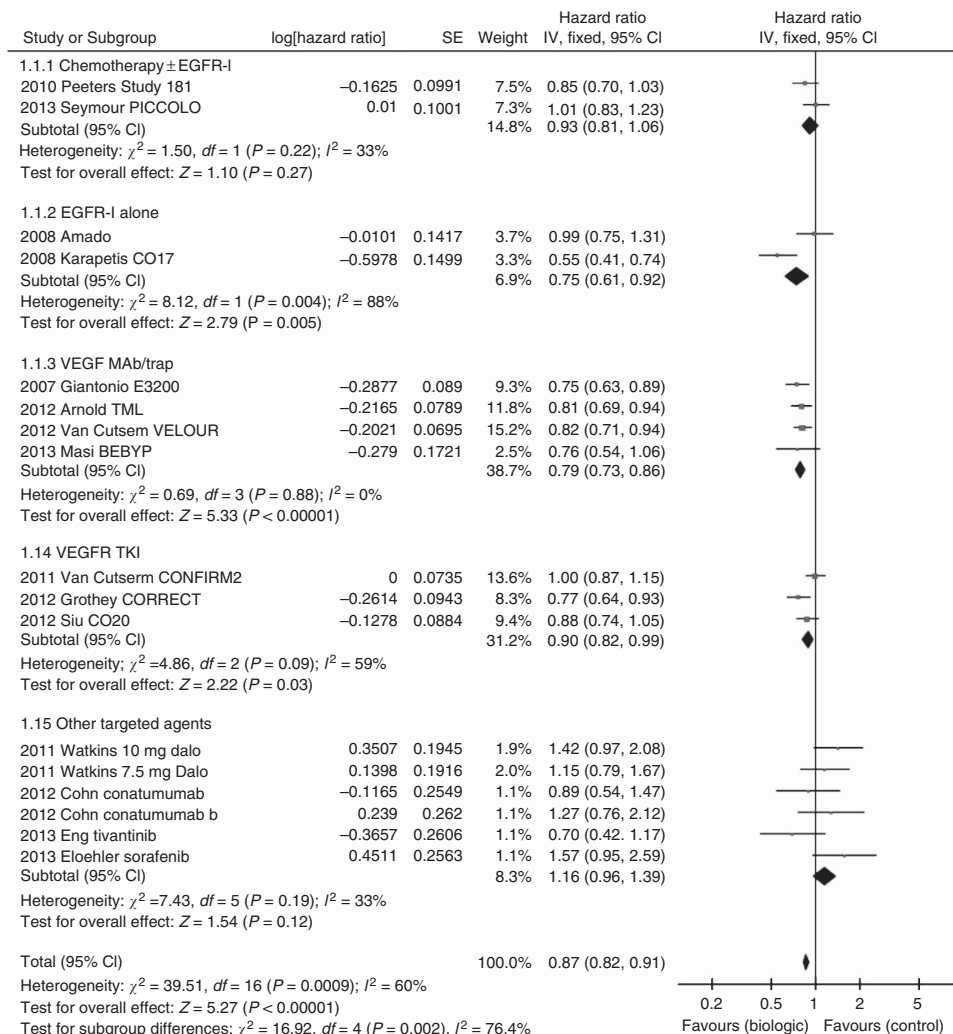 Hazard ratio Hazard ratio
Study or Subgroup log[hazard ratio] SE Weight IV, fixed, 95% CI IV, fixed, 95% CI
1.1.1 Chemotherapy ± EGFR-I
2010 Peeters Study 181 −0.1625 0.0991 7.5% 0.85 (0.70, 1.03)
2013 Seymour PICCOLO 0.01 0.1001 7.3% 1.01 (0.83, 1.23)
Subtotal (95% CI) 14.8% 0.93 (0.81, 1.06)
Heterogeneity: χ² = 1.50, df = 1 (P = 0.22); I² = 33%
Test for overall effect: Z = 1.10 (P = 0.27)
1.1.2 EGFR-I alone
2008 Amado −0.0101 0.1417 3.7% 0.99 (0.75, 1.31)
2008 Karapetis CO17 −0.5978 0.1499 3.3% 0.55 (0.41, 0.74)
Subtotal (95% CI) 6.9% 0.75 (0.61, 0.92)
Heterogeneity: χ² = 8.12, df = 1 (P = 0.004); I² = 88%
Test for overall effect: Z = 2.79 (P = 0.005)
1.1.3 VEGF MAb/trap
2007 Giantonio E3200 −0.2877 0.089 9.3% 0.75 (0.63, 0.89)
2012 Arnold TML −0.2165 0.0789 11.8% 0.81 (0.69, 0.94)
2012 Van Cutsem VELOUR −0.2021 0.0695 15.2% 0.82 (0.71, 0.94)
2013 Masi BEBYP −0.279 0.1721 2.5% 0.76 (0.54, 1.06)
Subtotal (95% CI) 38.7% 0.79 (0.73, 0.86)
Heterogeneity: χ² = 0.69, df = 3 (P = 0.88); I² = 0%
Test for overall effect: Z = 5.33 (P < 0.00001)
1.14 VEGFR TKI
2011 Van Cutserm CONFIRM2 0 0.0735 13.6% 1.00 (0.87, 1.15)
2012 Grothey CORRECT −0.2614 0.0943 8.3% 0.77 (0.64, 0.93)
2012 Siu CO20 −0.1278 0.0884 9.4% 0.88 (0.74, 1.05)
Subtotal (95% CI) 31.2% 0.90 (0.82, 0.99)
Heterogeneity; χ² =4.86, df = 2 (P = 0.09); I² = 59%
Test for overall effect: Z = 2.22 (P = 0.03)
1.15 Other targeted agents
2011 Watkins 10 mg dalo 0.3507 0.1945 1.9% 1.42 (0.97, 2.08)
2011 Watkins 7.5 mg Dalo 0.1398 0.1916 2.0% 1.15 (0.79, 1.67)
2012 Cohn conatumumab −0.1165 0.2549 1.1% 0.89 (0.54, 1.47)
2012 Cohn conatumumab b 0.239 0.262 1.1% 1.27 (0.76, 2.12)
2013 Eng tivantinib −0.3657 0.2606 1.1% 0.70 (0.42, 1.17)
2013 Eloehler sorafenib 0.4511 0.2563 1.1% 1.57 (0.95, 2.59)
Subtotal (95% CI) 8.3% 1.16 (0.96, 1.39)
Heterogeneity: χ² =7.43, df = 5 (P = 0.19); I² = 33%
Test for overall effect: Z = 1.54 (P = 0.12)
Total (95% CI) 100.0% 0.87 (0.82, 0.91)
Heterogeneity: χ² = 39.51, df = 16 (P = 0.0009); I² = 60%
Test for overall effect: Z = 5.27 (P < 0.00001)
Test for subgroup differences: χ² = 16.92, df = 4 (P = 0.002), I² = 76.4%
0.2 0.5 1 2 5
Favours (biologic) Favours (control)